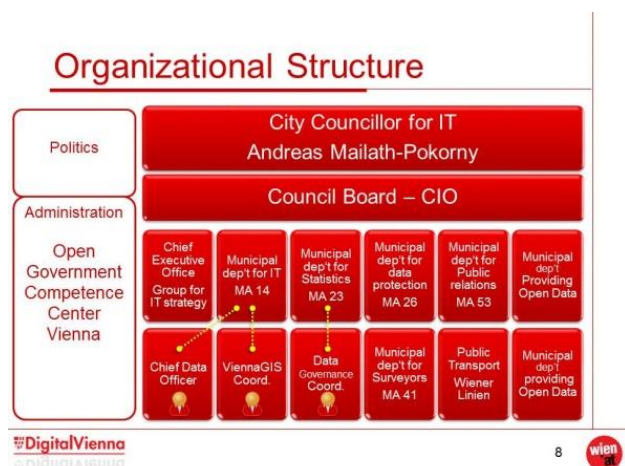 Organizational Structure
Politics
City Councillor for IT
Andreas Mailath-Pokorny
Council Board – CIO
Administration
Open
Government
Competence
Center
Vienna
Chief
Executive
Office
Group for
IT strategy
Municipal
dep't for IT
MA 14
Municipal
dep't for
Statistics
MA 23
Municipal
dep't for
data
protection
MA 26
Municipal
dep't for
Public
relations
MA 53
Municipal
dep't
Providing
Open Data
Chief Data
Officer
ViennaGIS
Coord.
Data
Governance
Coord.
Municipal
dep't for
Surveyors
MA 41
Public
Transport
Wiener
Linien
Municipal
dep't
providing
Open Data
DigitalVienna
8
wien
at